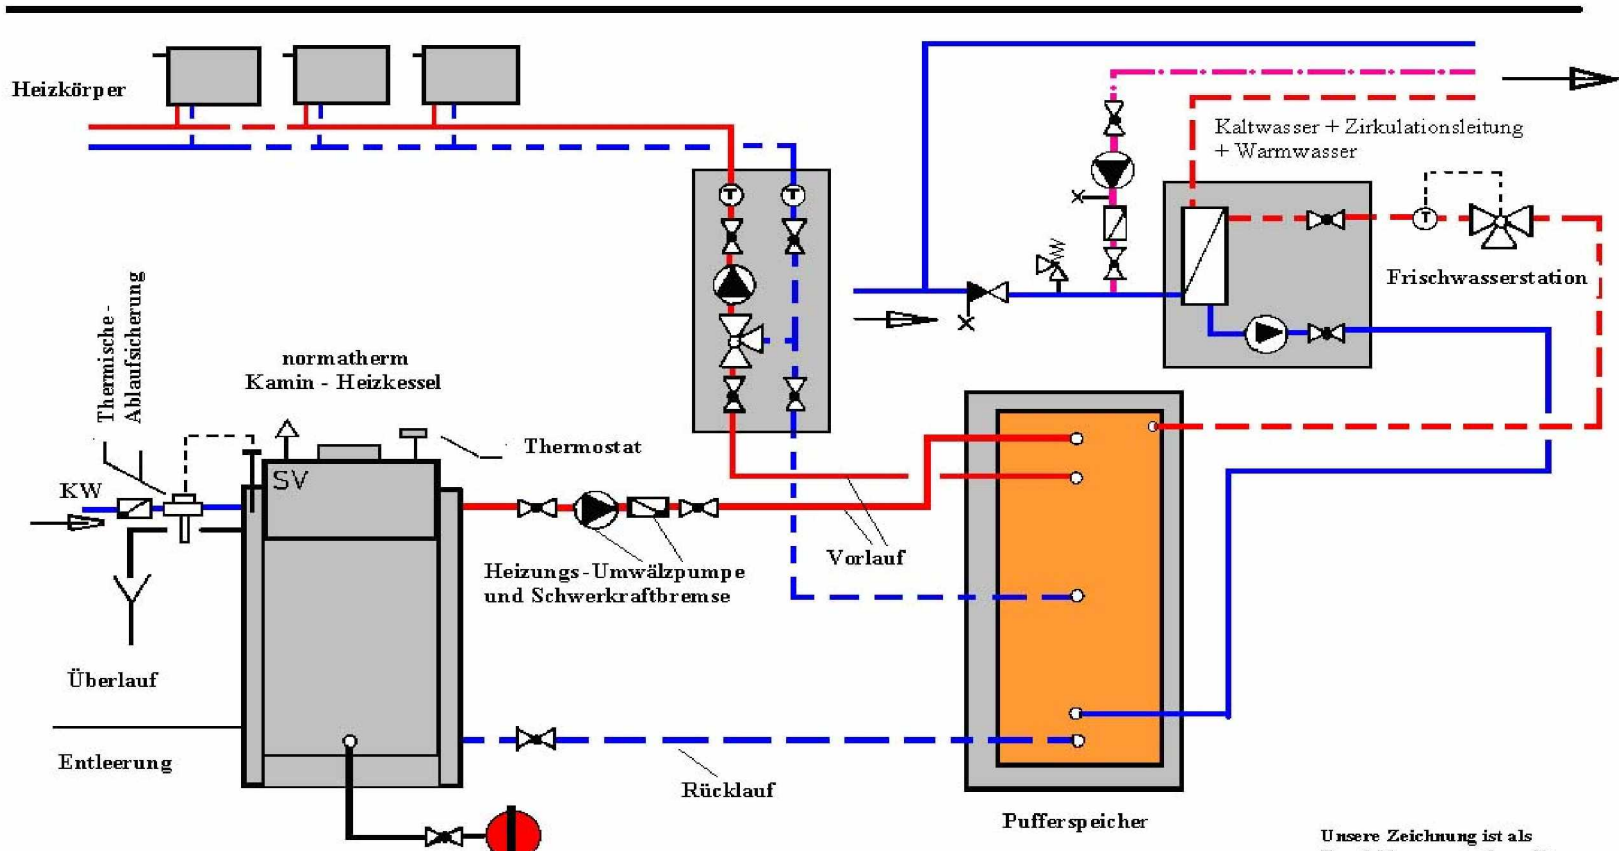 Heizkörper
Kaltwasser + Zirkulationsleitung
+ Warmwasser
T
T
T
Frischwasserstation
Thermische -
Ablaufsicherung
normatherm
Kamin - Heizkessel
Thermostat
SV
KW
Vorlauf
Heizungs-Umwälzpumpe
und Schwerkraftbremse
Überlauf
Entleerung
Rücklauf
Pufferspeicher
Unsere Zeichnung ist als